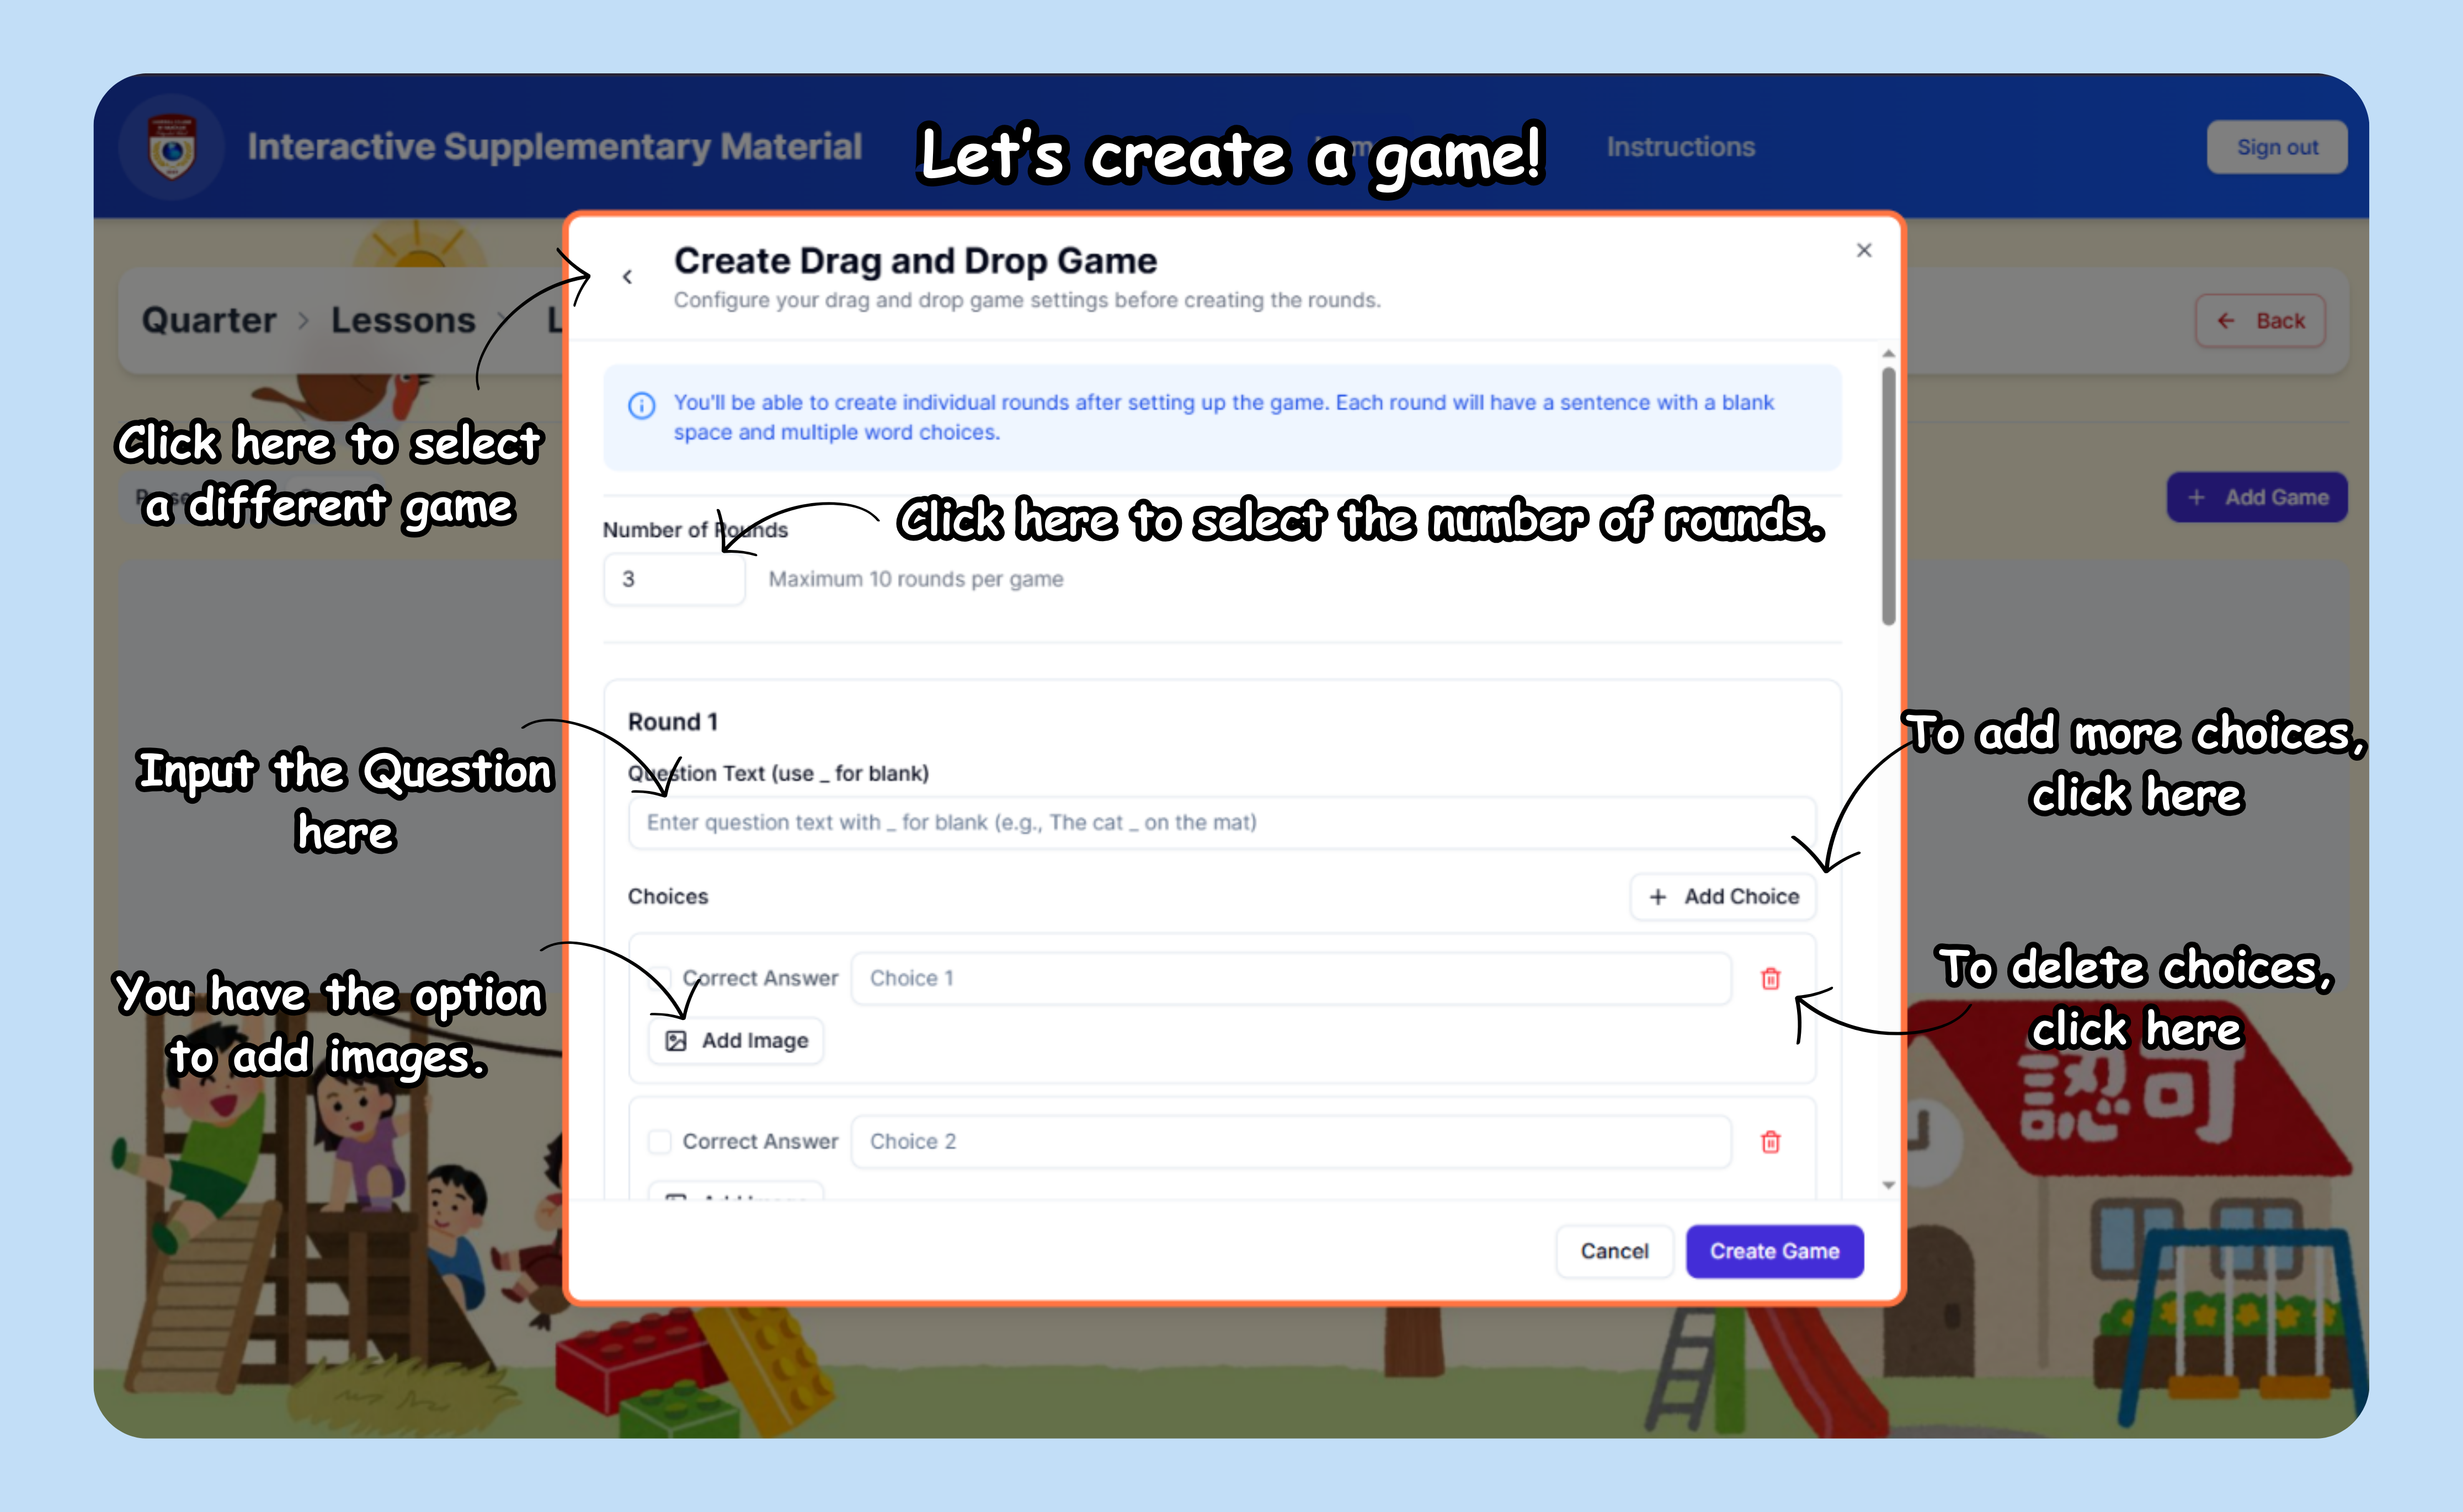 Interactive Supplementary Material
Let's create a game!
Instructions
Sign out
Create Drag and Drop Game
Configure your drag and drop game settings before creating the rounds.
Quarter > Lessons > L
Back
Click here to select
a different game
You'll be able to create individual rounds after setting up the game. Each round will have a sentence with a blank
space and multiple word choices.
+ Add Game
Click here to select the number of rounds.
Number of Rounds
3
Maximum 10 rounds per game
Round 1
Input the Question
here
Question Text (use _ for blank)
Enter question text with _ for blank (e.g., The cat _ on the mat)
To add more choices,
click here
Choices
+ Add Choice
You have the option
to add images.
Correct Answer
Choice 1
Add Image
To delete choices,
click here
認可
Correct Answer
Choice 2
Add Image
Cancel
Create Game